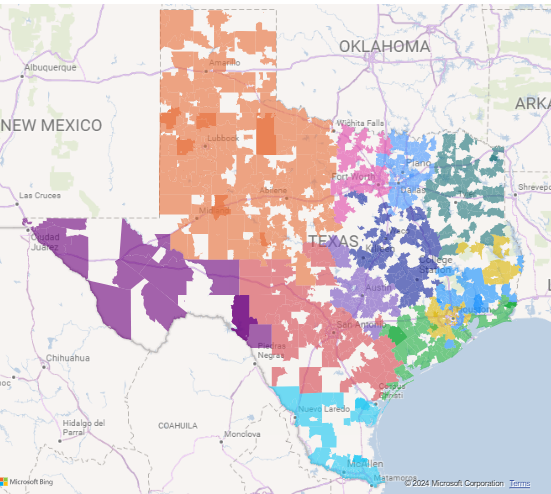 OKLAHOMA
Albuquerque
Amarillo
ARKA
NEW MEXICO
Wichita Falls
Lubbock
Plano
Fort Worth
Dallas
Shrevepo
Abilene
Las Cruces
Midland
Ciudad
Juárez
TEXAS
Killeen
College
Station
Austin
Houston
San Antonio
Piedras
Negras
Chihuahua
Corpus
Christi
Nuevo Laredo
Hidalgo del
Parral
COAHUILA
Monclova
McAllen
Matamoros
Microsoft Bing
© 2024 Microsoft Corporation Terms